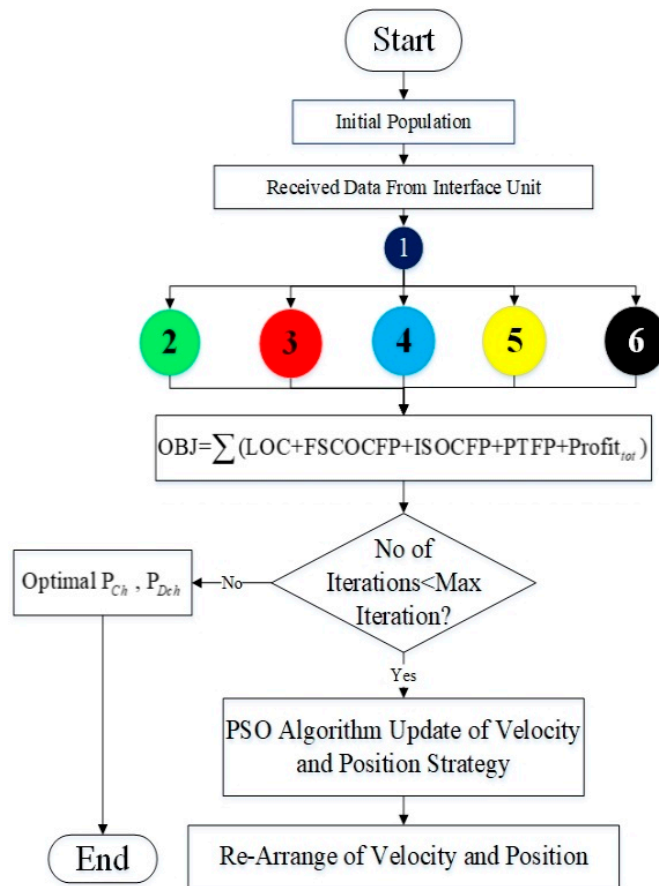 Start
Initial Population
Received Data From Interface Unit
1
2 3 4 5 6
OBJ=∑(LOC+FSCOCFP+ISOCFP+PTFP+Profit_tot)
No of
Iterations<Max
Iteration?
No
Optimal P_Ch , P_Dch
Yes
PSO Algorithm Update of Velocity
and Position Strategy
End
Re-Arrange of Velocity and Position